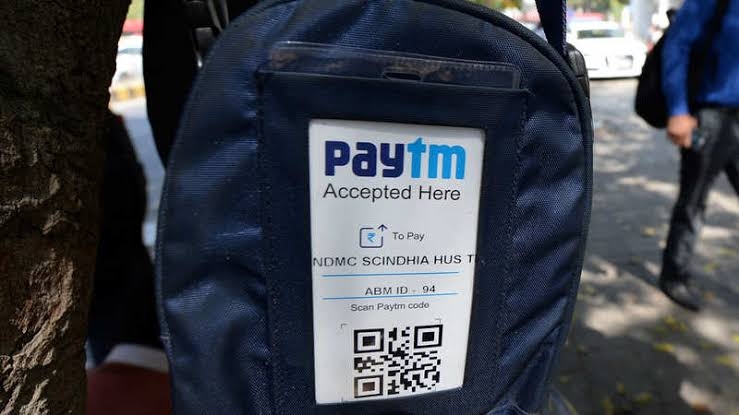 paytm
Accepted Here
₹ To Pay
NDMC SCINDHIA HUS T
ABM ID - 94
Scan Paytm code